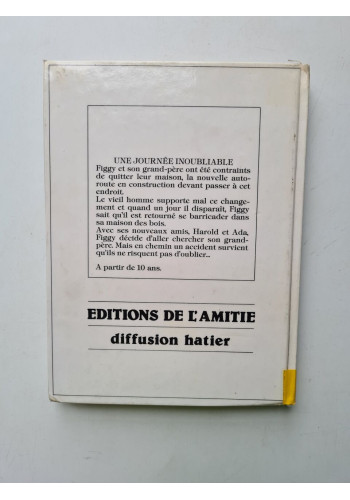 UNE JOURNÉE INOUBLIABLE
Figgy et son grand-père ont été contraints
de quitter leur maison, la nouvelle auto-
route en construction devant passer à cet
endroit.
Le vieil homme supporte mal ce change-
ment et quand un jour il disparaît, Figgy
sait qu'il est retourné se barricader dans
sa maison des bois.
Avec ses nouveaux amis, Harold et Ada,
Figgy décide d'aller chercher son grand-
père. Mais en chemin un accident survient
qu'ils ne risquent pas d'oublier...
A partir de 10 ans.
EDITIONS DE L'AMITIE
diffusion hatier